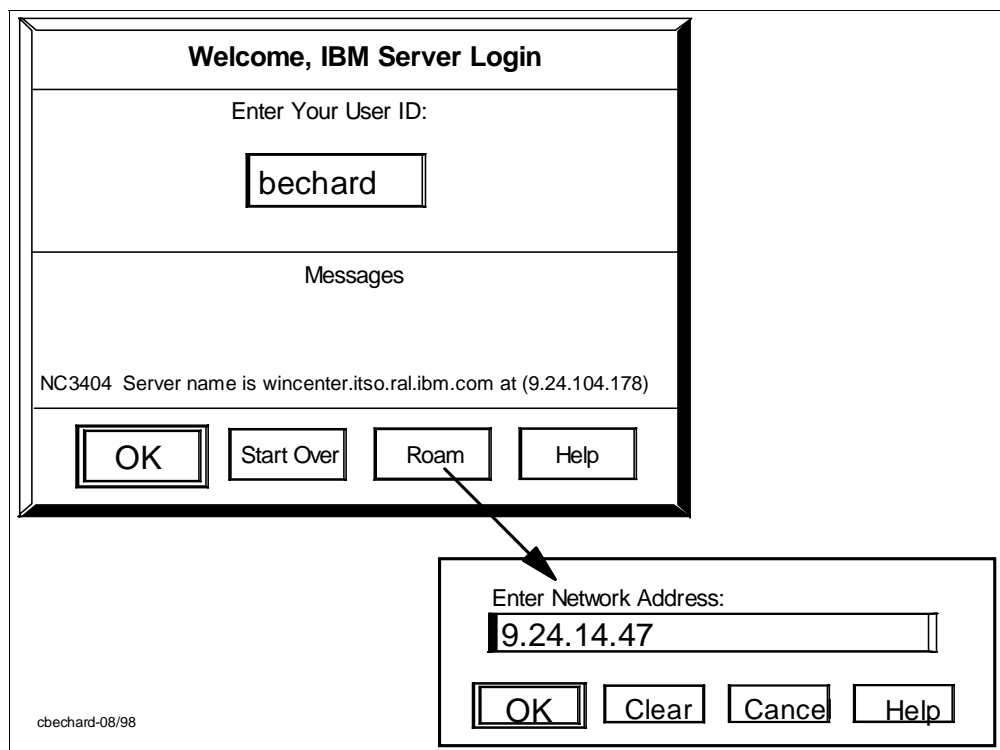 Welcome, IBM Server Login
Enter Your User ID:
bechard
Messages
NC3404 Server name is wincenter.itso.ral.ibm.com at (9.24.104.178)
OK Start Over Roam Help
Enter Network Address:
9.24.14.47
OK Clear Cancel Help
cbechard-08/98